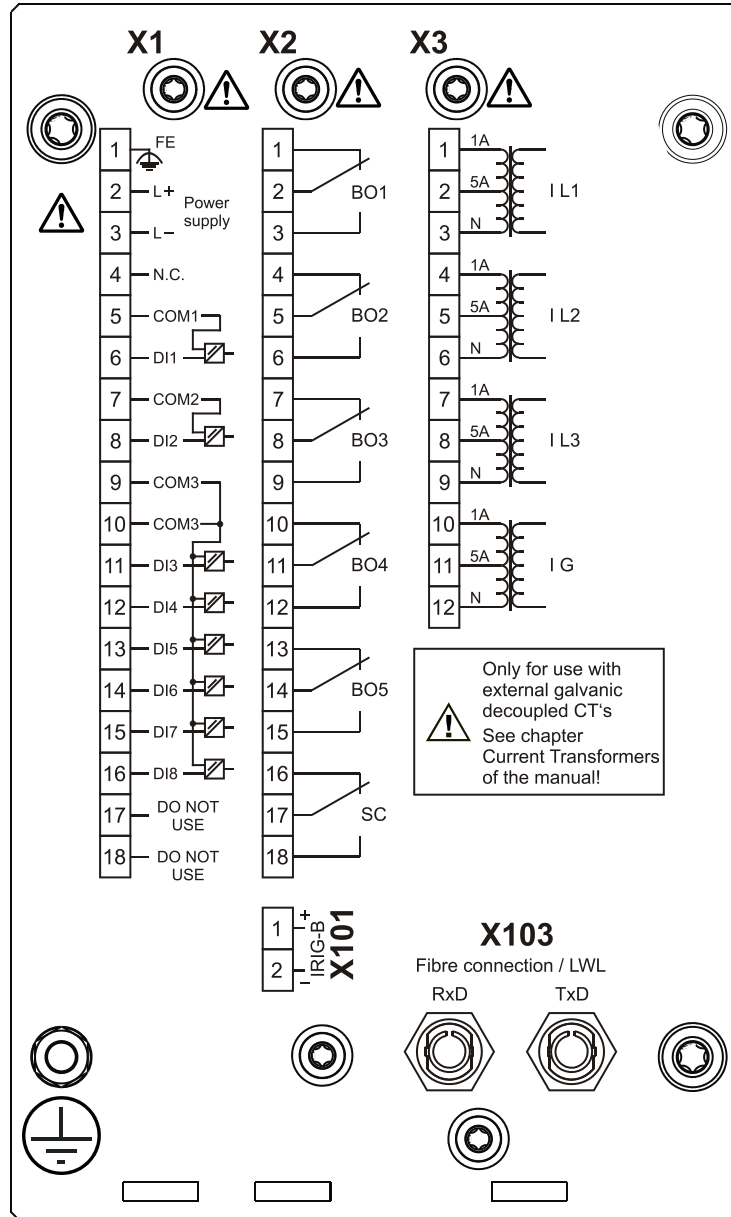 X1
X2
X3
1 FE
2 L+ Power
supply
3 L–
4 N.C.
5 COM1
6 DI1
7 COM2
8 DI2
9 COM3
10 COM3
11 DI3
12 DI4
13 DI5
14 DI6
15 DI7
16 DI8
17 DO NOT
USE
18 DO NOT
USE
1
2 BO1
3
4
5 BO2
6
7
8 BO3
9
10
11 BO4
12
13
14 BO5
15
16
17 SC
18
1 1A
2 5A I L1
3 N
4 1A
5 5A I L2
6 N
7 1A
8 5A I L3
9 N
10 1A
11 5A I G
12 N
Only for use with
external galvanic
decoupled CT‘s
See chapter
Current Transformers
of the manual!
1 +
2 –
IRIG-B
X101
X103
Fibre connection / LWL
RxD TxD